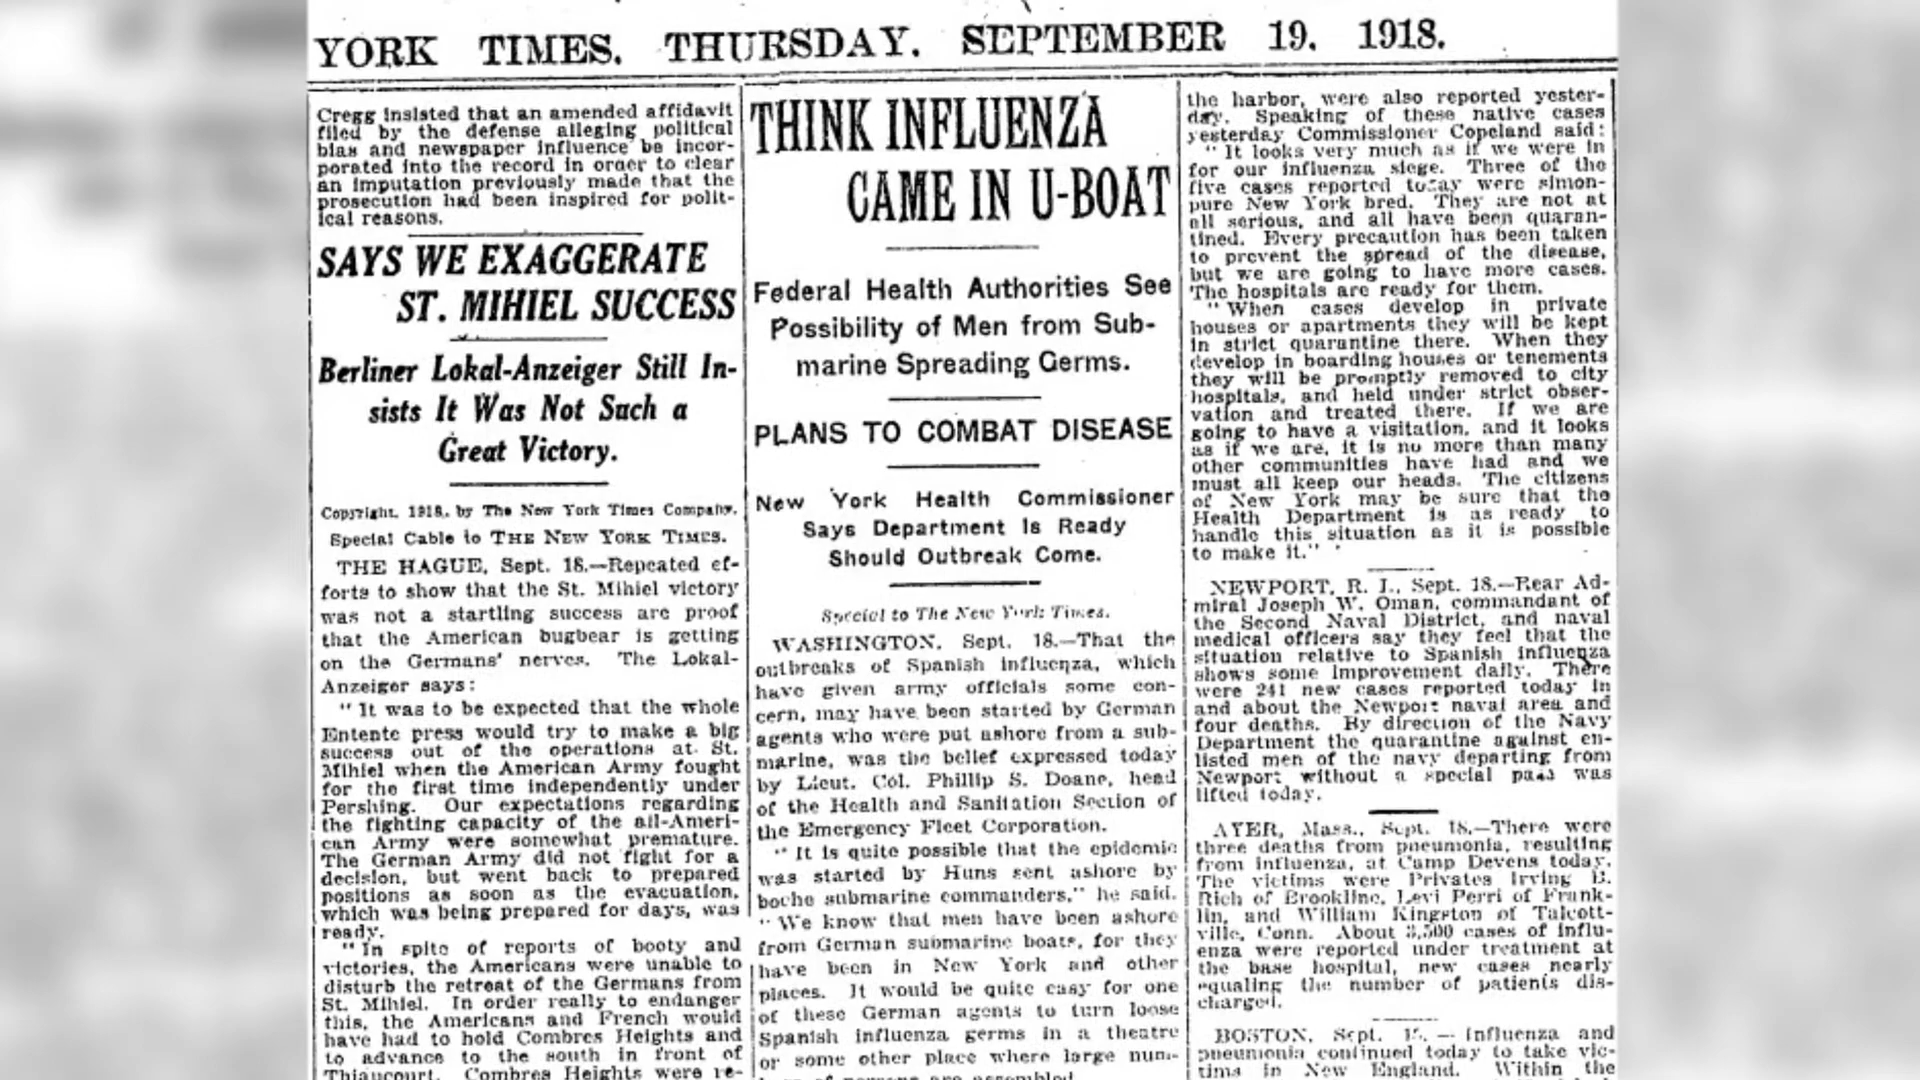 YORK TIMES. THURSDAY. SEPTEMBER 19. 1918.
Cregg insisted that an amended affidavit
filed by the defense alleging political
bias and newspaper influence be incor-
porated into the record in order to clear
an imputation previously made that the
prosecution had been inspired for polit-
ical reasons.
SAYS WE EXAGGERATE
ST. MIHIEL SUCCESS
Berliner Lokal-Anzeiger Still In-
sists It Was Not Such a
Great Victory.
Copyright, 1918, by The New York Times Company.
Special Cable to THE NEW YORK TIMES.
THE HAGUE, Sept. 18.—Repeated ef-
forts to show that the St. Mihiel victory
was not a startling success are proof
that the American bugbear is getting
on the Germans' nerves. The Lokal-
Anzeiger says:
"It was to be expected that the whole
Entente press would try to make a big
success out of the operations at St.
Mihiel when the American Army fought
for the first time independently under
Pershing. Our expectations regarding
the fighting capacity of the all-Ameri-
can Army were somewhat premature.
The German Army did not fight for a
decision, but went back to prepared
positions as soon as the evacuation,
which was being prepared for days, was
ready.
"In spite of reports of booty and
victories, the Americans were unable to
disturb the retreat of the Germans from
St. Mihiel. In order really to endanger
this, the Americans and French would
have had to hold Combres Heights and
to advance to the south in front of
Thiaucourt. Combres Heights were re-
THINK INFLUENZA
CAME IN U-BOAT
Federal Health Authorities See
Possibility of Men from Sub-
marine Spreading Germs.
PLANS TO COMBAT DISEASE
New York Health Commissioner
Says Department Is Ready
Should Outbreak Come.
Special to The New York Times.
WASHINGTON, Sept. 18.—That the
outbreaks of Spanish influenza, which
have given army officials some con-
cern, may have been started by German
agents who were put ashore from a sub-
marine, was the belief expressed today
by Lieut. Col. Phillip S. Doane, head
of the Health and Sanitation Section of
the Emergency Fleet Corporation.
"It is quite possible that the epidemic
was started by Huns sent ashore by
boche submarine commanders," he said.
"We know that men have been ashore
from German submarine boats, for they
have been in New York and other
places. It would be quite easy for one
of these German agents to turn loose
Spanish influenza germs in a theatre
or some other place where large num-
bers of persons are assembled.
the harbor, were also reported yester-
day. Speaking of these native cases
yesterday Commissioner Copeland said:
"It looks very much as if we were in
for our influenza siege. Three of the
five cases reported today were simon-
pure New York bred. They are not at
all serious, and all have been quaran-
tined. Every precaution has been taken
to prevent the spread of the disease,
but we are going to have more cases.
The hospitals are ready for them.
"When cases develop in private
houses or apartments they will be kept
in strict quarantine there. When they
develop in boarding houses or tenements
they will be promptly removed to city
hospitals, and held under strict obser-
vation and treated there. If we are
going to have a visitation, and it looks
as if we are, it is no more than many
other communities have had and we
must all keep our heads. The citizens
of New York may be sure that the
Health Department is as ready to
handle this situation as it is possible
to make it."
NEWPORT, R. I., Sept. 18.—Rear Ad-
miral Joseph W. Oman, commandant of
the Second Naval District, and naval
medical officers say they feel that the
situation relative to Spanish influenza
shows some improvement daily. There
were 241 new cases reported today in
and about the Newport naval area and
four deaths. By direction of the Navy
Department the quarantine against en-
listed men of the navy departing from
Newport without a special pass was
lifted today.
AYER, Mass., Sept. 18.—There were
three deaths from pneumonia, resulting
from influenza, at Camp Devens today.
The victims were Privates Irving B.
Rich of Brookline, Levi Perri of Frank-
lin, and William Kingston of Talcott-
ville, Conn. About 3,500 cases of influ-
enza were reported under treatment at
the base hospital, new cases nearly
equaling the number of patients dis-
charged.
BOSTON, Sept. — Influenza and
pneumonia continued today to take vic-
tims in New England. Within the